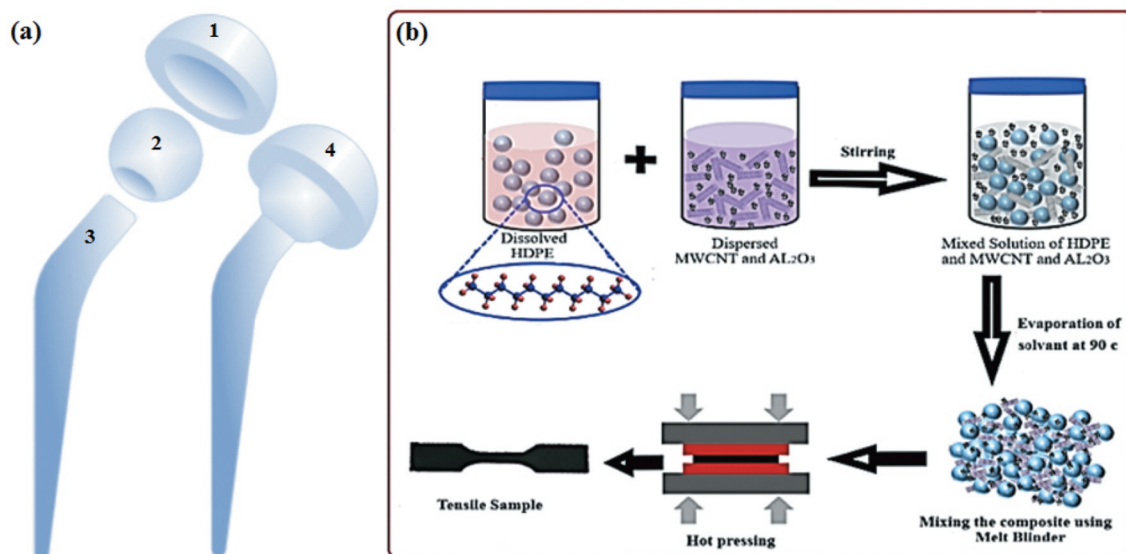 (a)
1
2
3
4
(b)
Dissolved
HDPE
+
Dispersed
MWCNT and AL2O3
Stirring
Mixed Solution of HDPE
and MWCNT and AL2O3
Evaporation of
solvant at 90 c
Mixing the composite using
Melt Blinder
Hot pressing
Tensile Sample